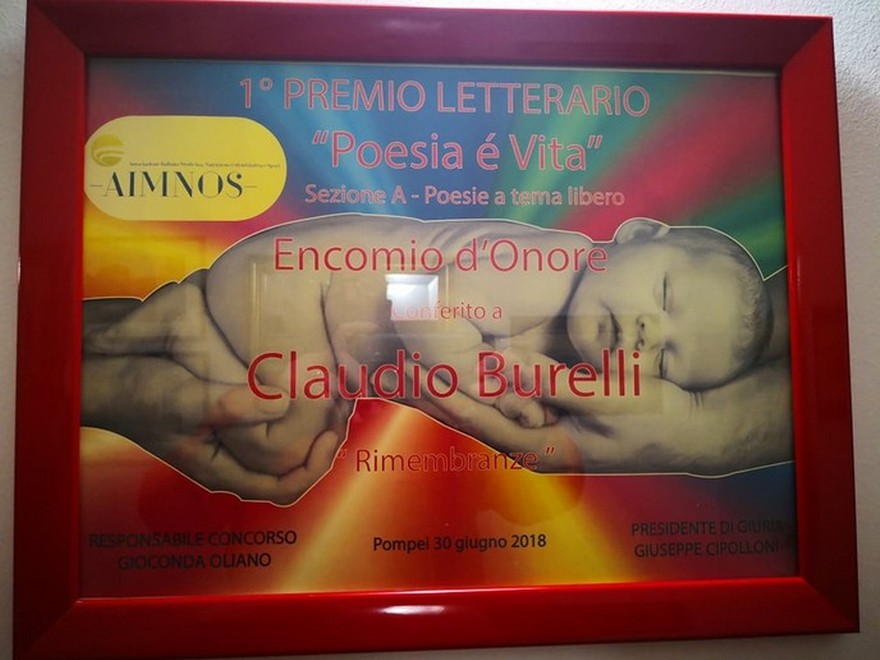 1° PREMIO LETTERARIO
“Poesia é Vita”
-AIMNOS-
Sezione A - Poesie a tema libero
Encomio d'Onore
Conferito a
Claudio Burelli
“ Rimembranze ”
RESPONSABILE CONCORSO
GIOCONDA OLIANO
Pompei 30 giugno 2018
PRESIDENTE DI GIURIA
GIUSEPPE CIPOLLONI